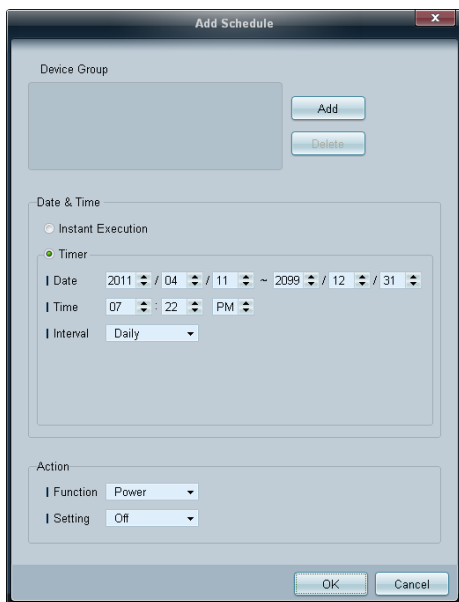 Add Schedule
x
Device Group
Add
Delete
Date & Time
Instant Execution
Timer
Date 2011 / 04 / 11 ~ 2099 / 12 / 31
Time 07 : 22 PM
Interval Daily
Action
Function Power
Setting Off
OK Cancel